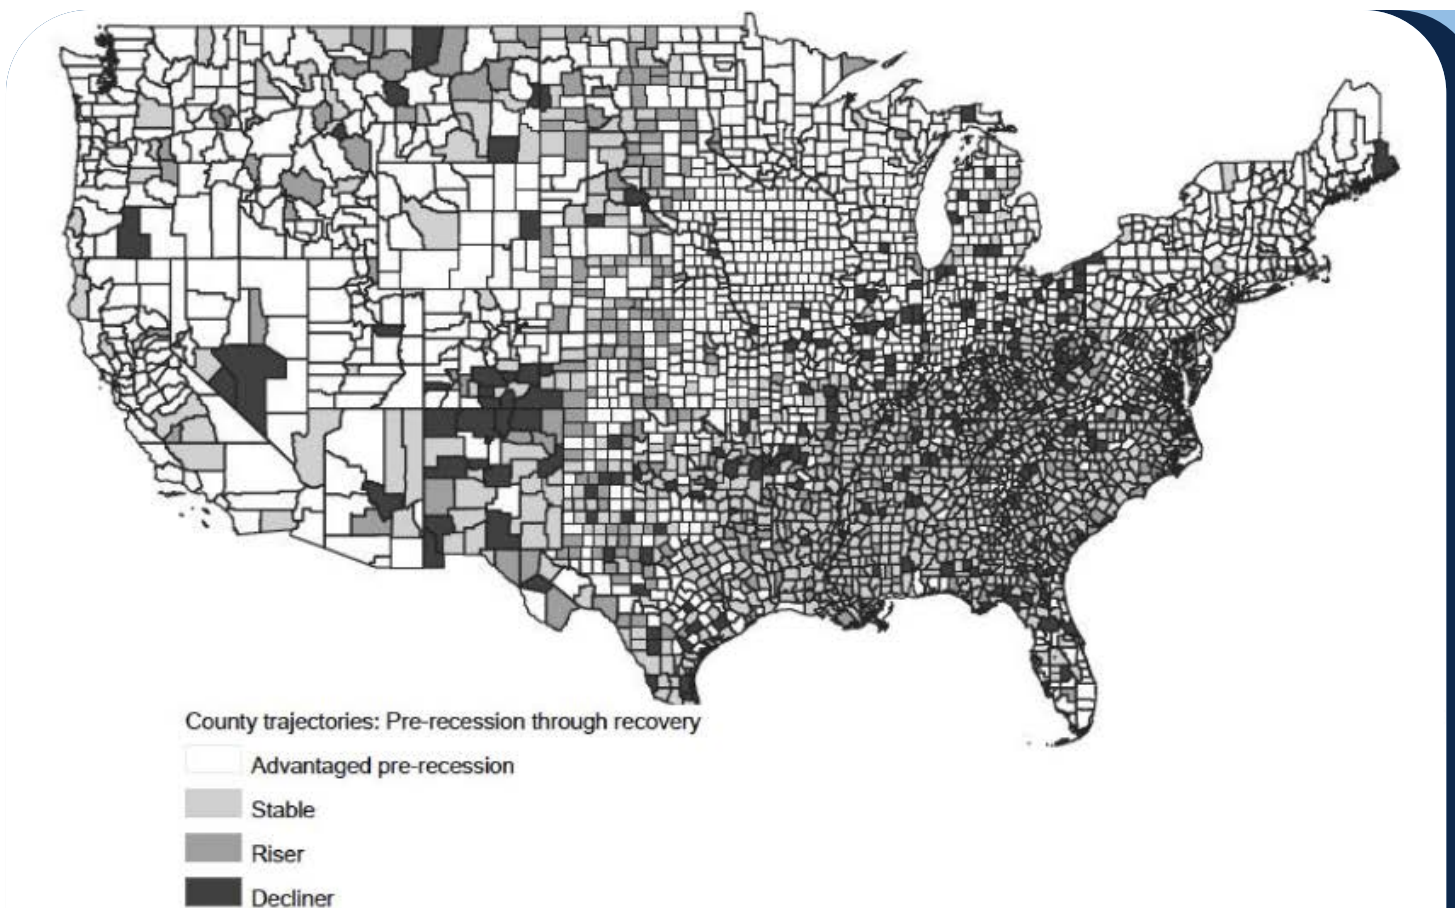 County trajectories: Pre-recession through recovery
Advantaged pre-recession
Stable
Riser
Decliner